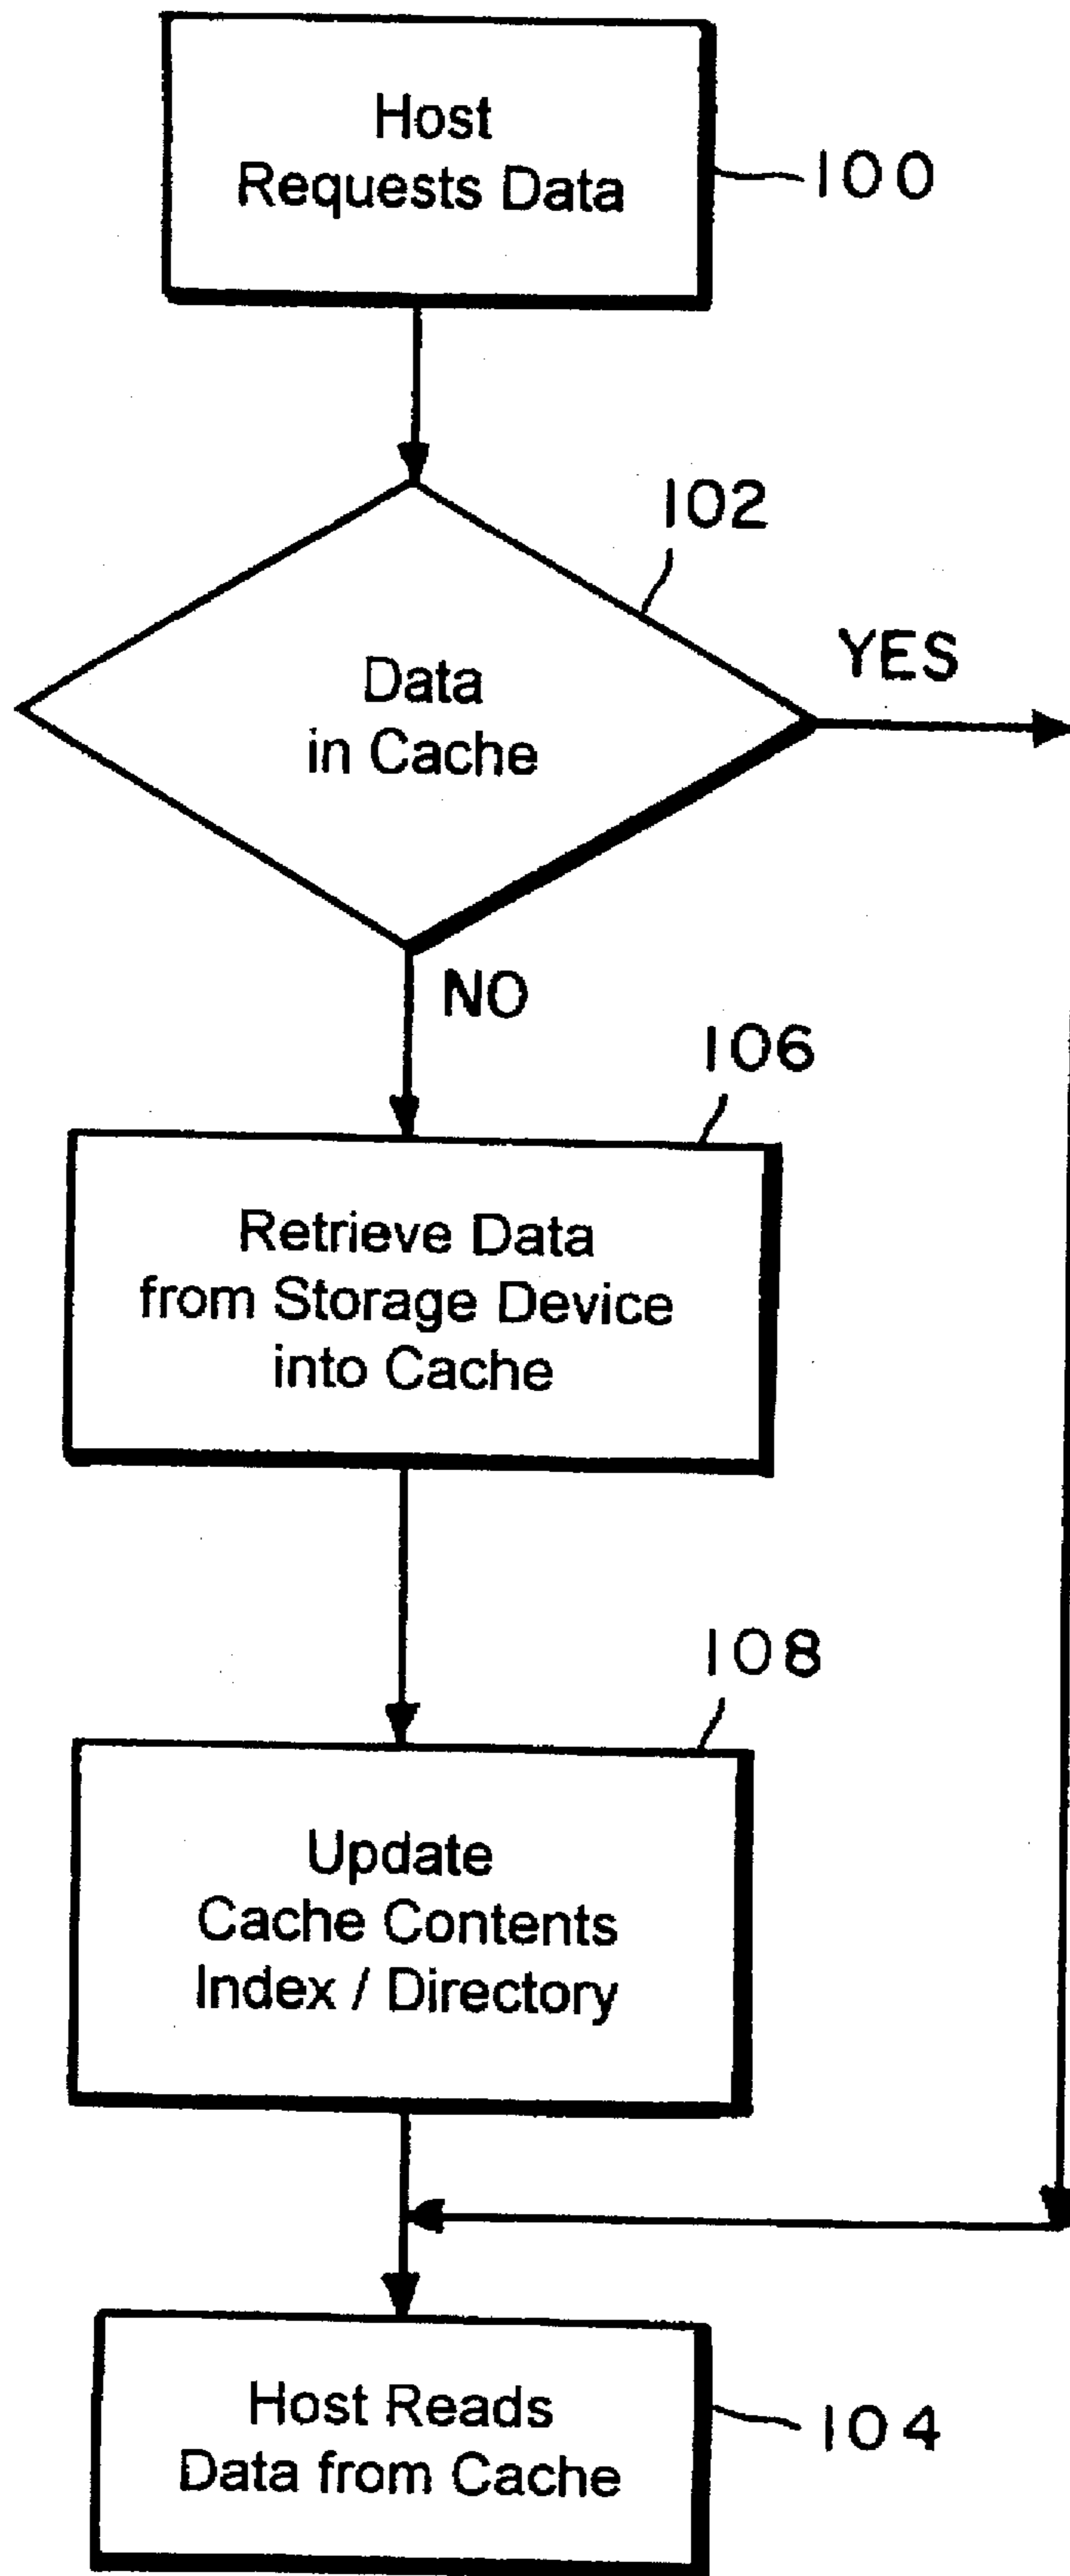 Host
Requests Data
100
102
Data
in Cache
YES
NO
106
Retrieve Data
from Storage Device
into Cache
108
Update
Cache Contents
Index / Directory
Host Reads
Data from Cache
104